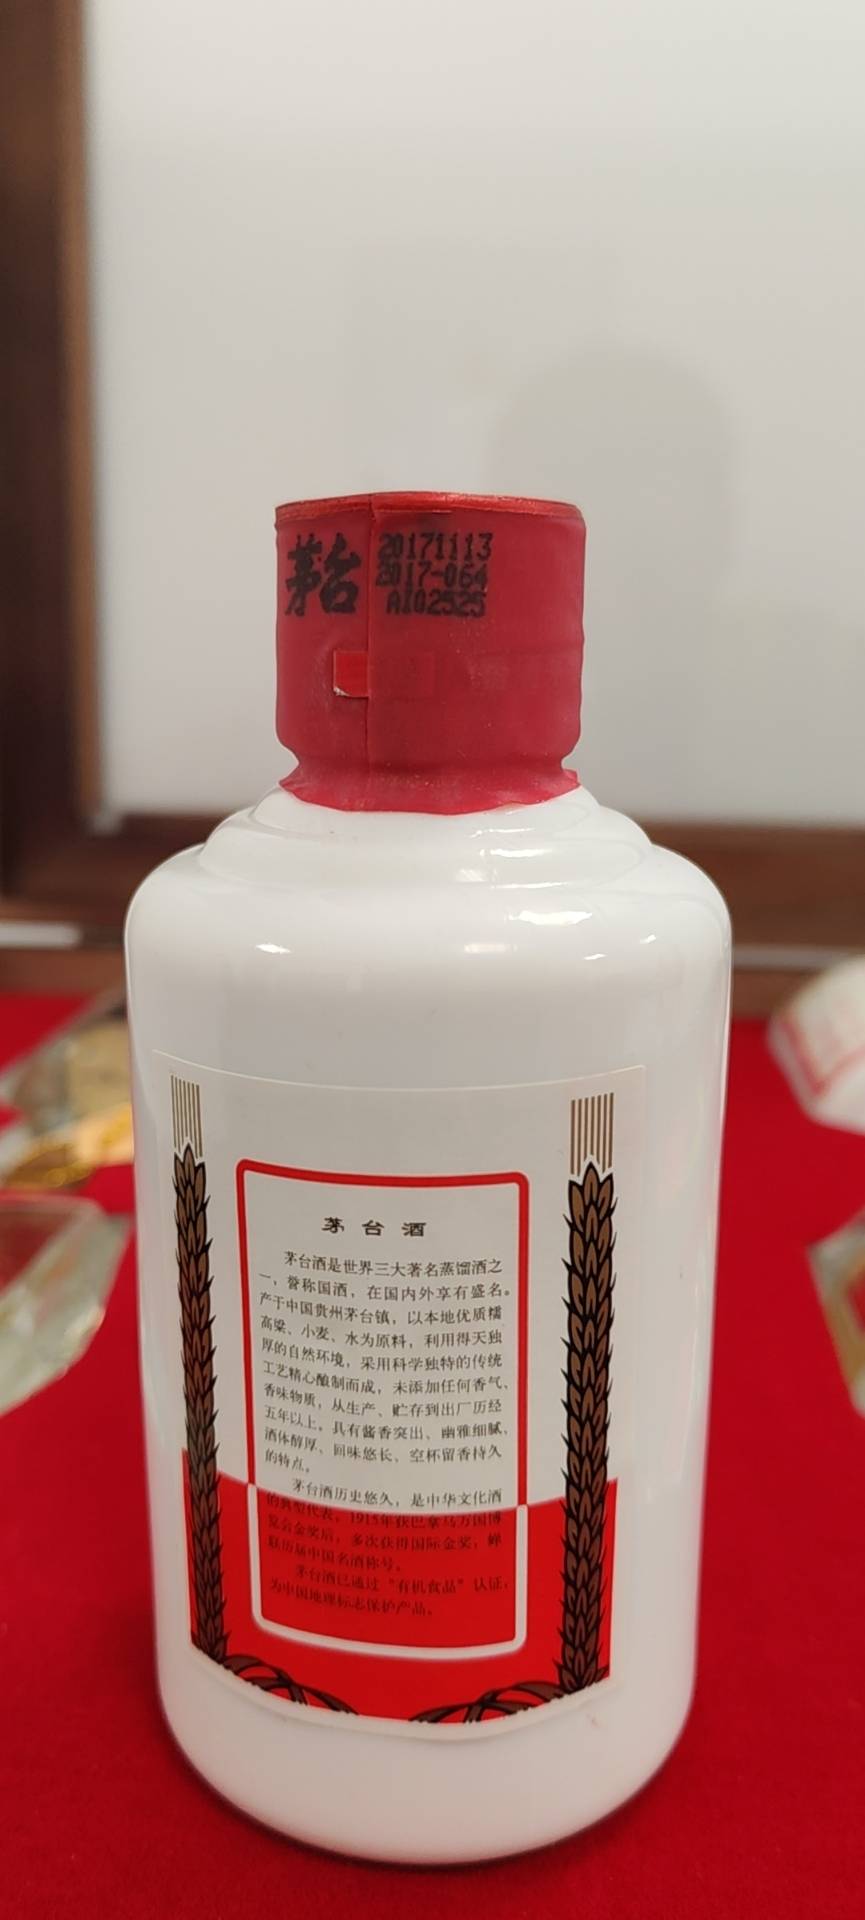 茅台
20171113
2017-064
AI02525
茅台酒
茅台酒是世界三大著名蒸馏酒之
一，誉称国酒，在国内外享有盛名。
产于中国贵州茅台镇，以本地优质糯
高粱、小麦、水为原料，利用得天独
厚的自然环境，采用科学独特的传统
工艺精心酿制而成，未添加任何香气、
香味物质，从生产、贮存到出厂历经
五年以上。具有酱香突出、幽雅细腻、
酒体醇厚、回味悠长、空杯留香持久
的特点。
茅台酒历史悠久，是中华文化酒
的典型代表，1915年获巴拿马万国博
览会金奖后，多次获得国际金奖，蝉
联历届中国名酒称号。
茅台酒已通过“有机食品”认证，
为中国地理标志保护产品。